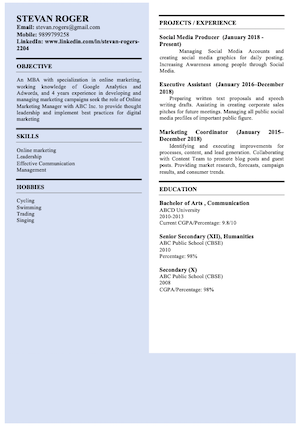 STEVAN ROGER
Email: stevan.rogers@gmail.com
Mobile: 9899799258
LinkedIn: www.linkdin.com/in/stevan-rogers-
2204
OBJECTIVE
An MBA with specialization in online marketing,
working knowledge of Google Analytics and
Adwords, and 4 years experience in developing and
managing marketing campaigns seek the role of Online
Marketing Manager with ABC Inc. to provide thought
leadership and implement best practices for digital
marketing
SKILLS
Online marketing
Leadership
Effective Communication
Management
HOBBIES
Cycling
Swimming
Trading
Singing
PROJECTS / EXPERIENCE
Social Media Producer (January 2018 -
Present)
Managing Social Media Accounts and
creating social media graphics for daily posting.
Increasing Awareness among people through Social
Media.
Executive Assistant (January 2016–December
2018)
Preparing written text proposals and speech
writing drafts. Assisting in creating corporate sales
pitches for future meetings. Managing all public social
media profiles of important public figure.
Marketing Coordinator (January 2015–
December 2018)
Identifying and executing improvements for
processes, content, and lead generation. Collaborating
with Content Team to promote blog posts and guest
posts. Providing market research, forecasts, campaign
results, and consumer trends.
EDUCATION
Bachelor of Arts , Communication
ABCD University
2010-2013
Current CGPA/Percentage: 9.8/10
Senior Secondary (XII), Humanities
ABC Public School (CBSE)
2010
Percentage: 98%
Secondary (X)
ABC Public School (CBSE)
2008
CGPA/Percentage: 98%